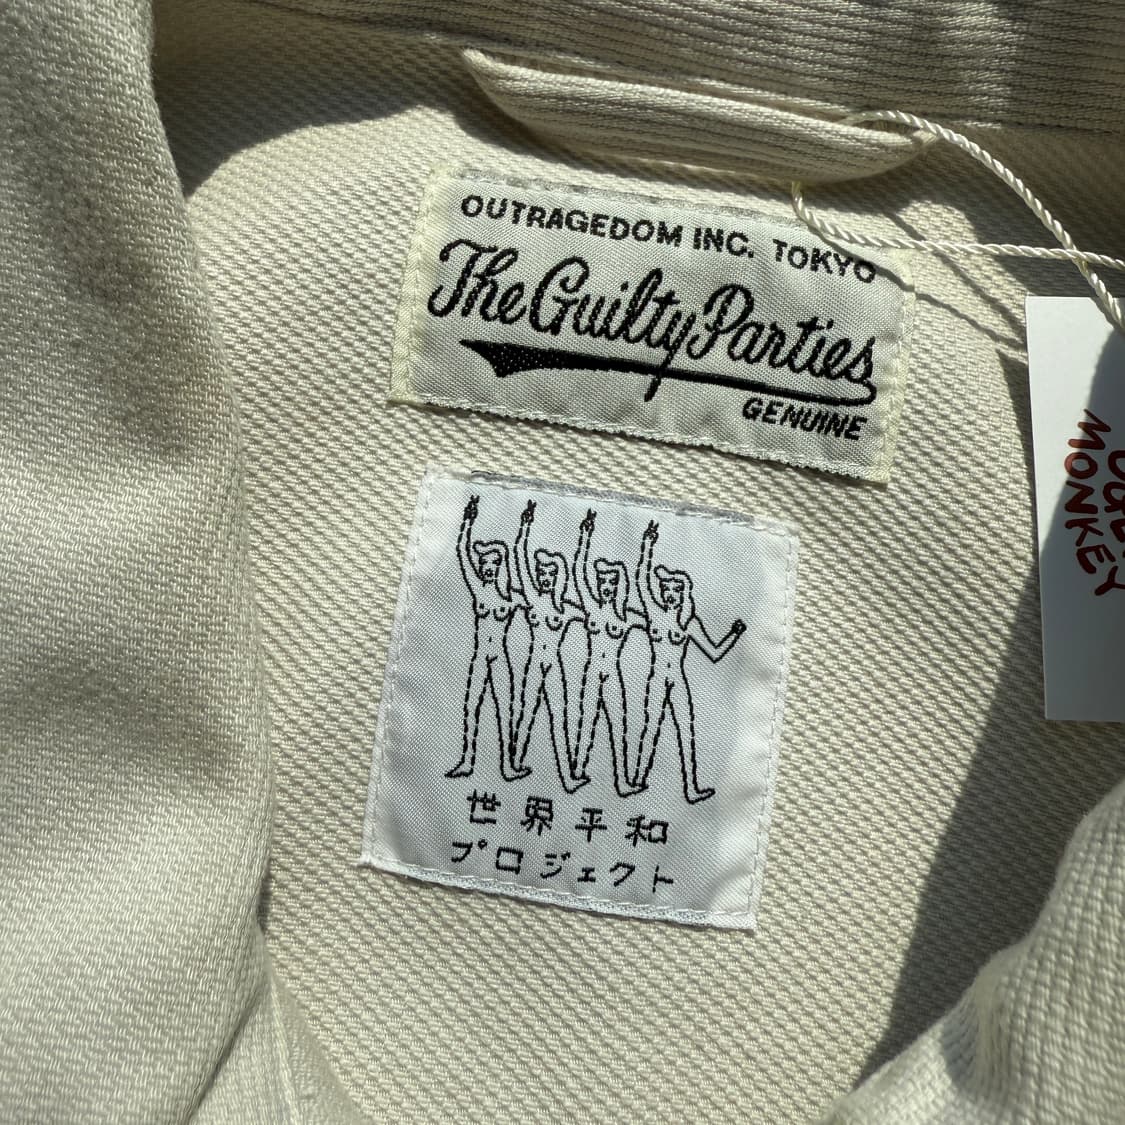 OUTRAGEDOM INC. TOKYO
The Guilty Parties
GENUINE
世界平和
プロジェクト
MONKEY